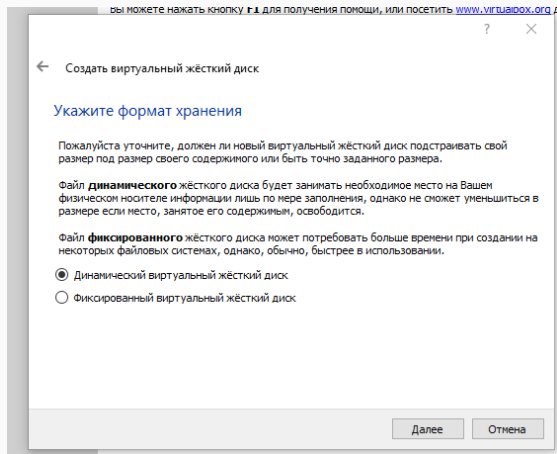 вы можете нажать кнопку F1 для получения помощи, или посетить www.virtualbox.org
?
Создать виртуальный жёсткий диск
Укажите формат хранения
Пожалуйста уточните, должен ли новый виртуальный жёсткий диск подстраивать свой
размер под размер своего содержимого или быть точно заданного размера.
Файл динамического жёсткого диска будет занимать необходимое место на Вашем
физическом носителе информации лишь по мере заполнения, однако не сможет уменьшиться в
размере если место, занятое его содержимым, освободится.
Файл фиксированного жёсткого диска может потребовать больше времени при создании на
некоторых файловых системах, однако, обычно, быстрее в использовании.
Динамический виртуальный жёсткий диск
Фиксированный виртуальный жёсткий диск
Далее Отмена